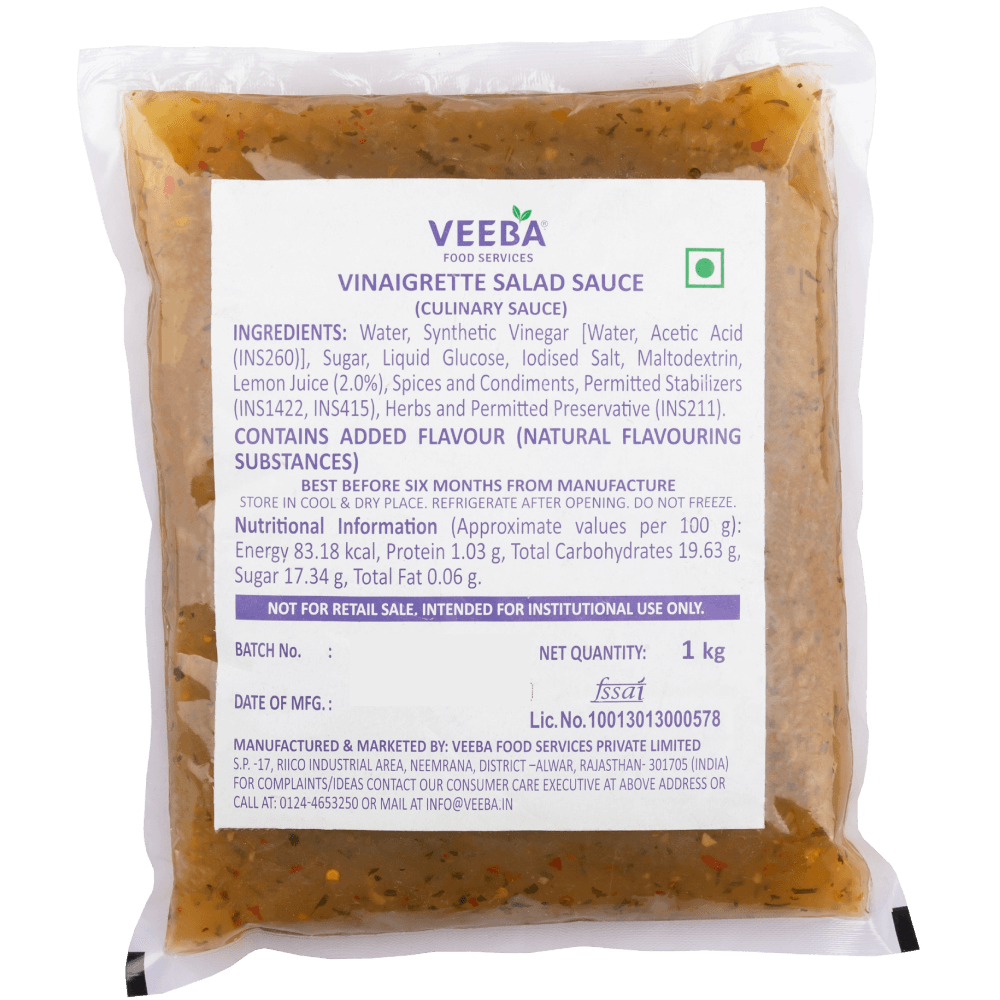 VEEBA®
FOOD SERVICES
VINAIGRETTE SALAD SAUCE
(CULINARY SAUCE)
INGREDIENTS: Water, Synthetic Vinegar [Water, Acetic Acid
(INS260)], Sugar, Liquid Glucose, Iodised Salt, Maltodextrin,
Lemon Juice (2.0%), Spices and Condiments, Permitted Stabilizers
(INS1422, INS415), Herbs and Permitted Preservative (INS211).
CONTAINS ADDED FLAVOUR (NATURAL FLAVOURING
SUBSTANCES)
BEST BEFORE SIX MONTHS FROM MANUFACTURE
STORE IN COOL & DRY PLACE. REFRIGERATE AFTER OPENING. DO NOT FREEZE.
Nutritional Information (Approximate values per 100 g):
Energy 83.18 kcal, Protein 1.03 g, Total Carbohydrates 19.63 g,
Sugar 17.34 g, Total Fat 0.06 g.
NOT FOR RETAIL SALE, INTENDED FOR INSTITUTIONAL USE ONLY.
BATCH No. : NET QUANTITY: 1 kg
fssai
DATE OF MFG. : Lic.No.10013013000578
MANUFACTURED & MARKETED BY: VEEBA FOOD SERVICES PRIVATE LIMITED
S.P. -17, RIICO INDUSTRIAL AREA, NEEMRANA, DISTRICT –ALWAR, RAJASTHAN- 301705 (INDIA)
FOR COMPLAINTS/IDEAS CONTACT OUR CONSUMER CARE EXECUTIVE AT ABOVE ADDRESS OR
CALL AT: 0124-4653250 OR MAIL AT INFO@VEEBA.IN